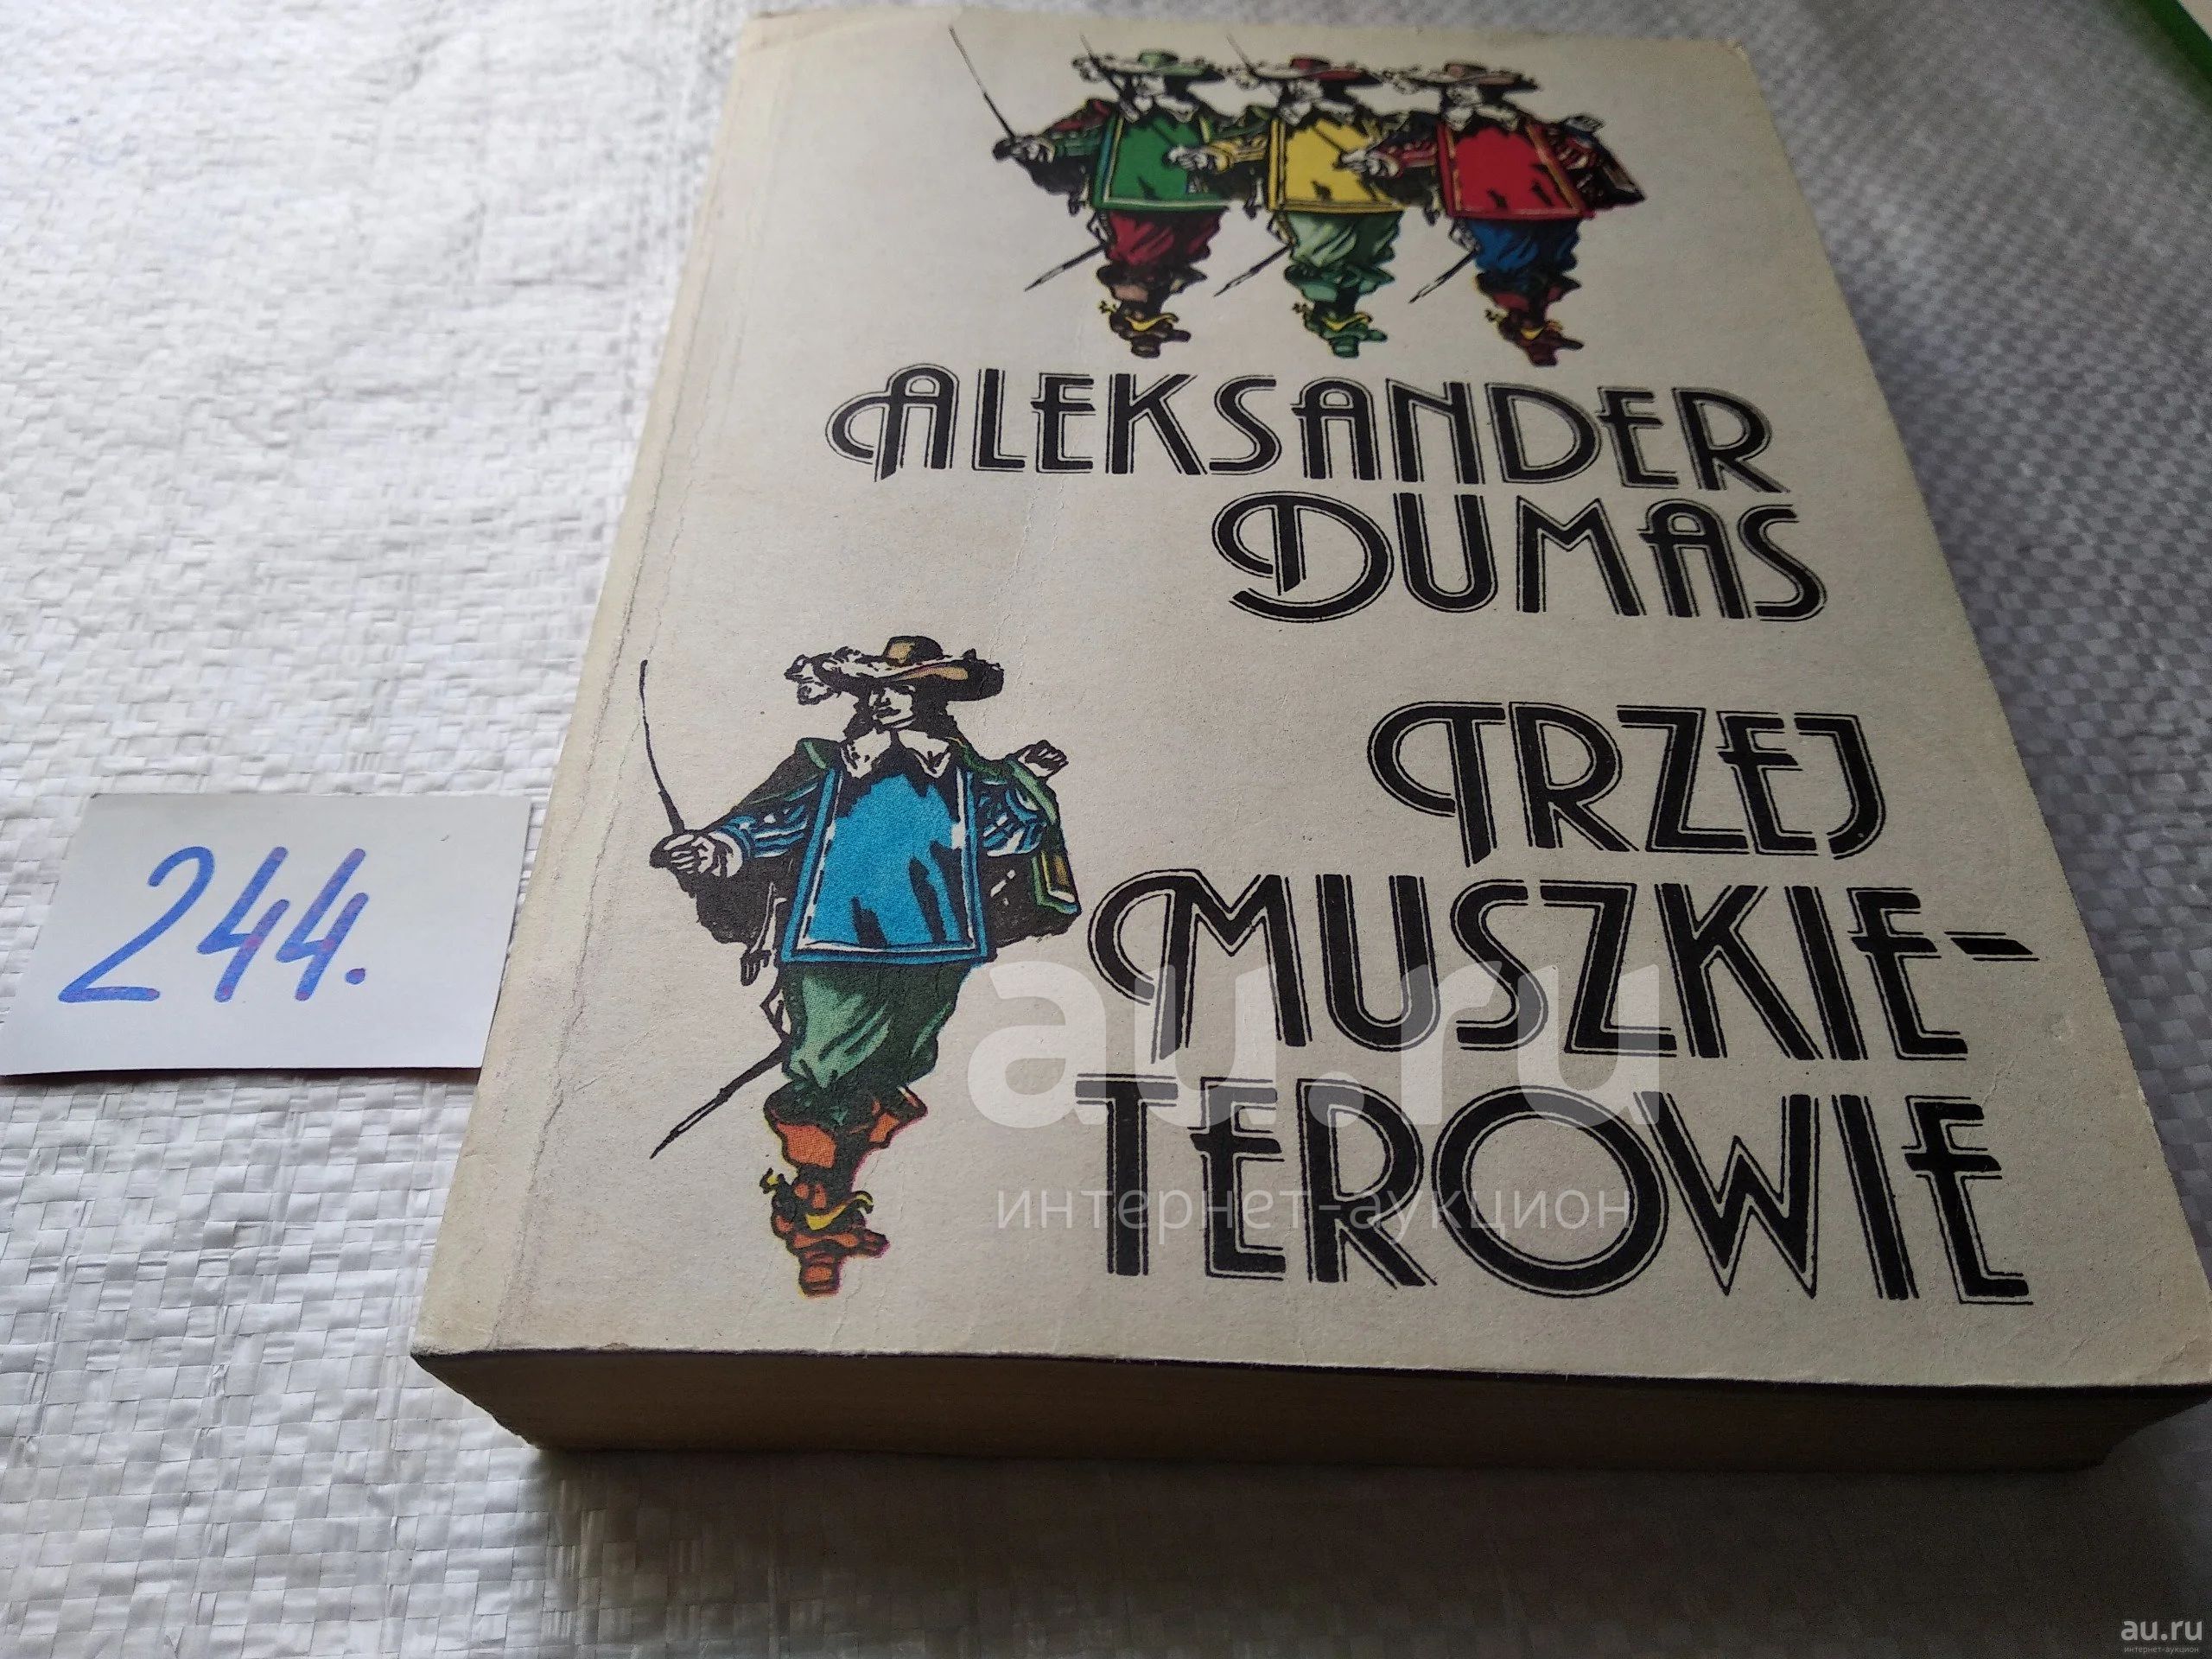 ALEKSANDER
DUMAS
TRZEJ
MUSZKIE-
TEROWIE
244.
au.ru
интернет-аукцион
au.ru
интернет-аукцион